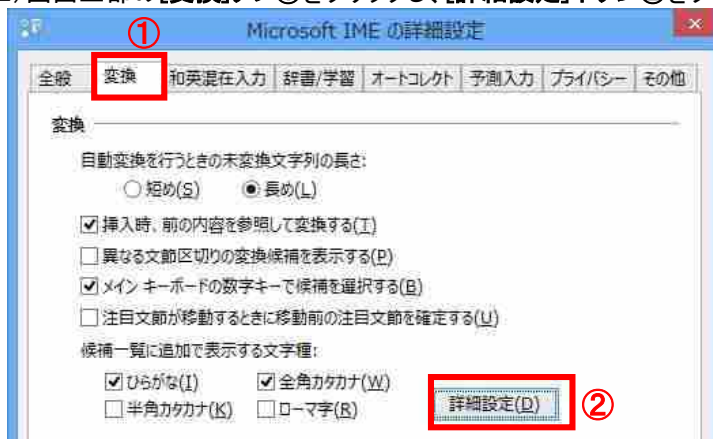 ①
Microsoft IME の詳細設定
全般 変換 和英混在入力 辞書/学習 オートコレクト 予測入力 プライバシー その他
変換
自動変換を行うときの未変換文字列の長さ:
短め(S) 長め(L)
挿入時、前の内容を参照して変換する(T)
異なる文節区切りの変換候補を表示する(P)
メイン キーボードの数字キーで候補を選択する(B)
注目文節が移動するときに移動前の注目文節を確定する(U)
候補一覧に追加で表示する文字種:
ひらがな(I) 全角カタカナ(W)
半角カタカナ(K) ローマ字(R)
詳細設定(D) ②